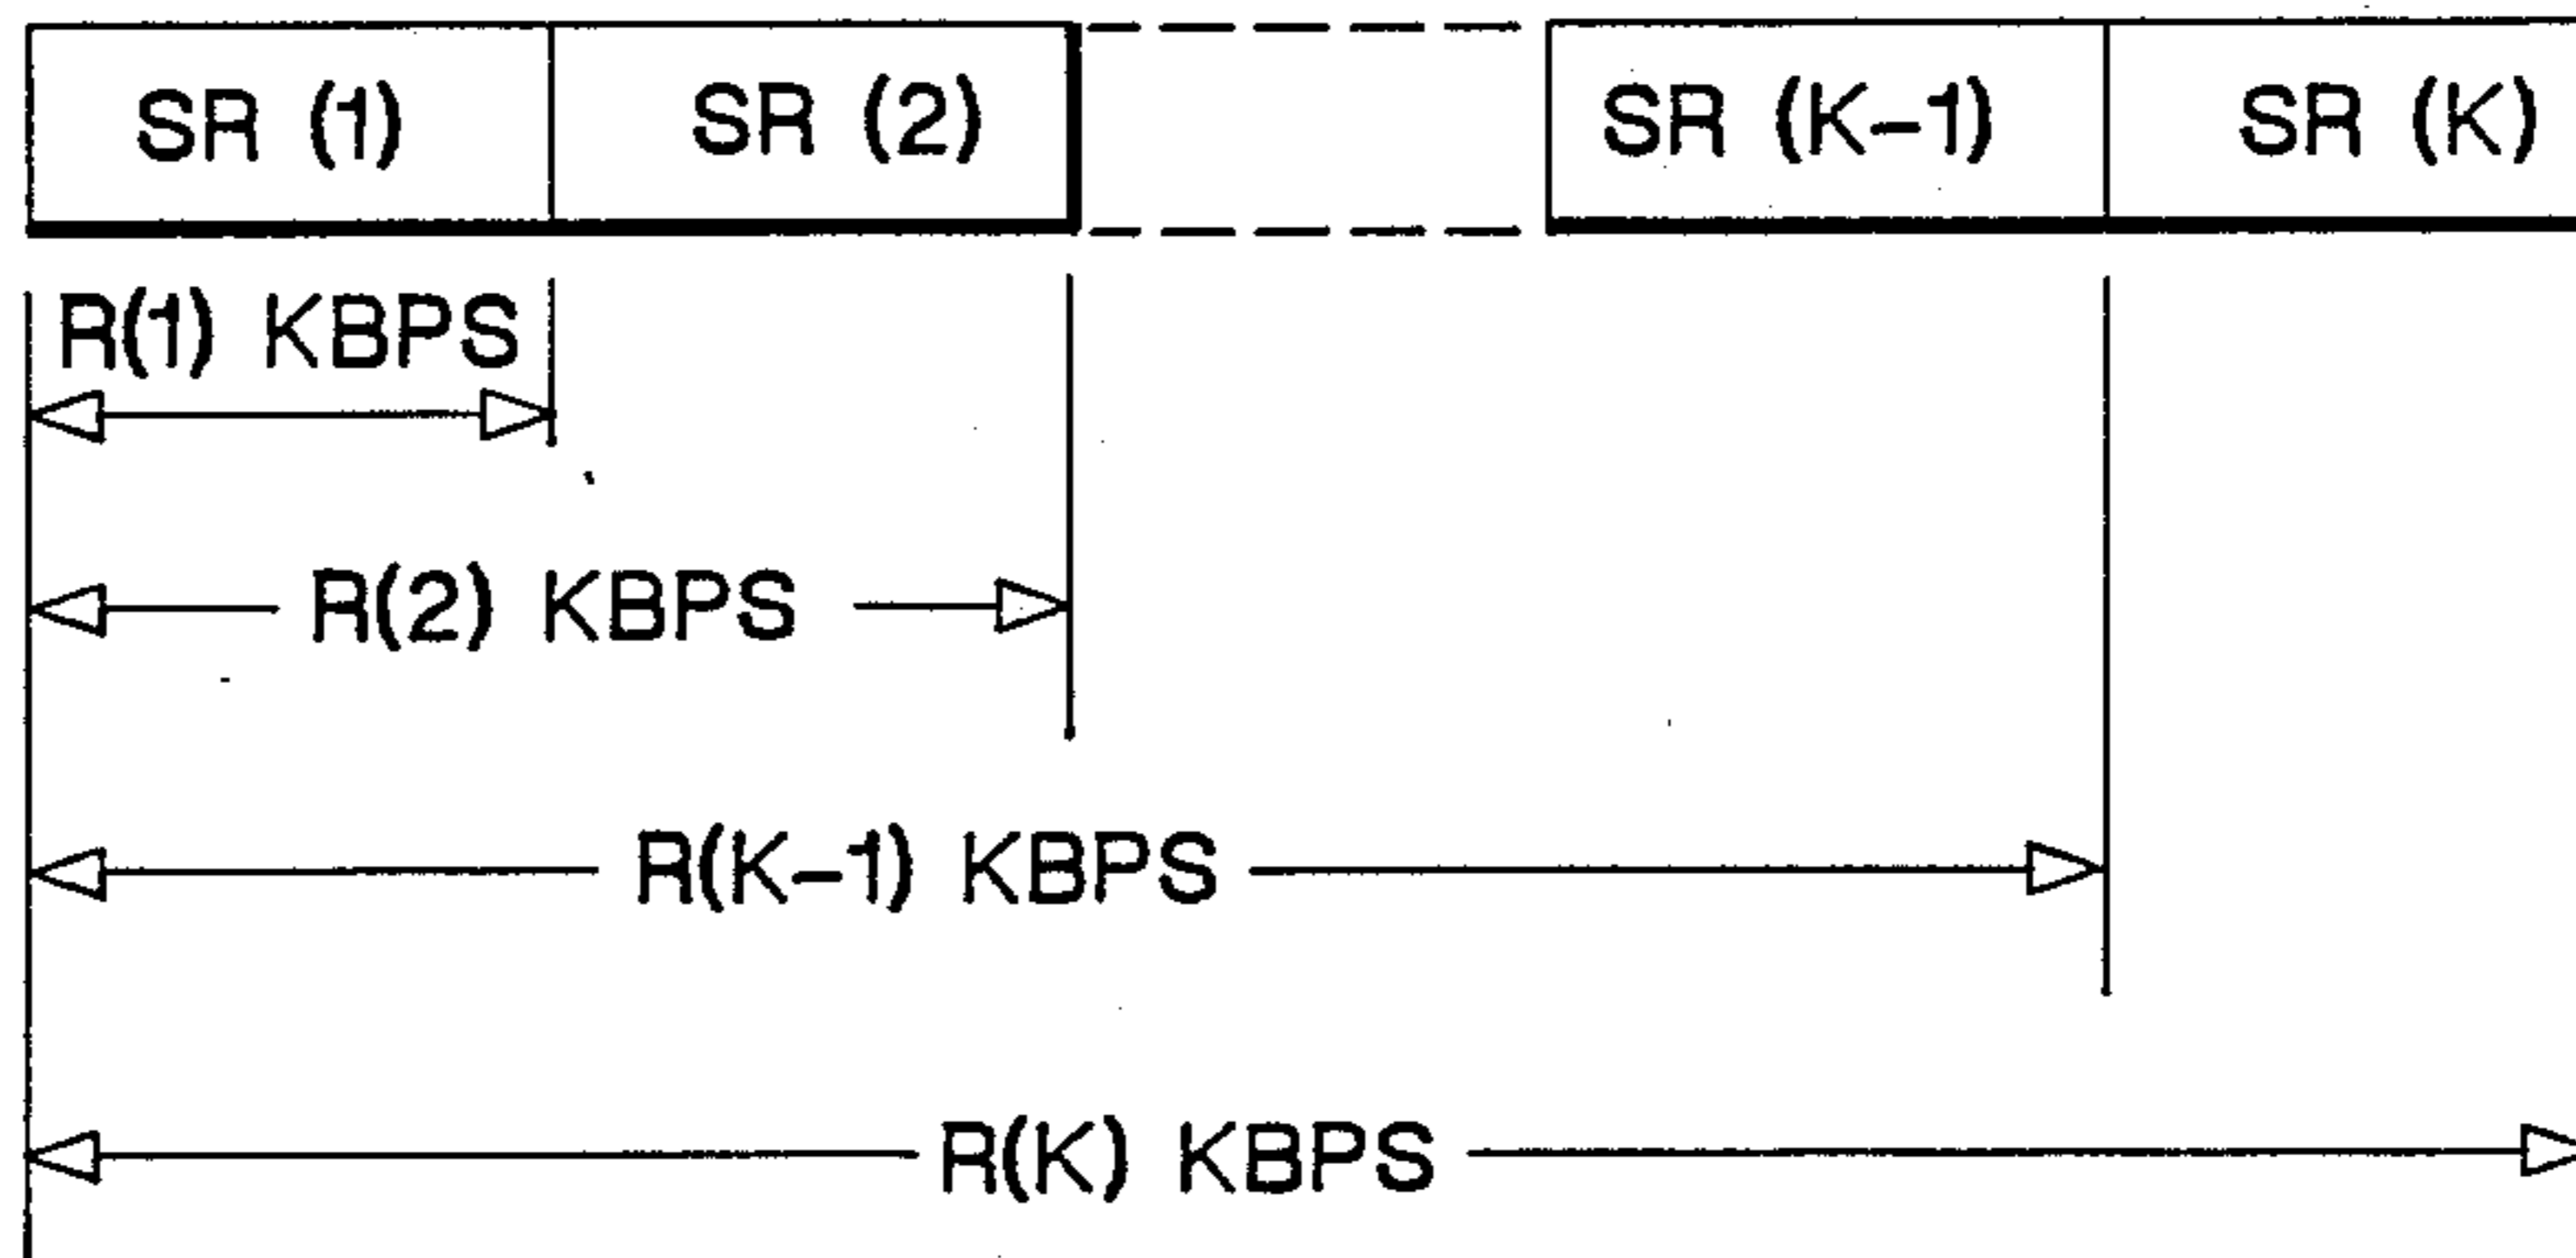 SR (1) SR (2) SR (K-1) SR (K)
R(1) KBPS
R(2) KBPS
R(K-1) KBPS
R(K) KBPS